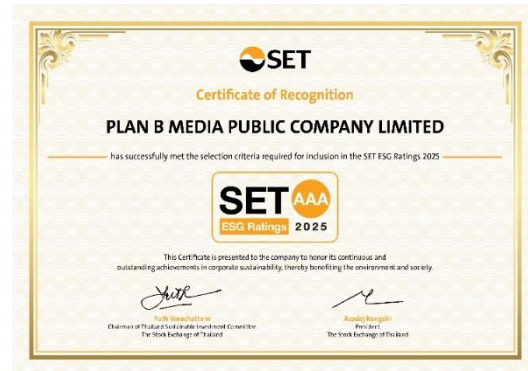 SET
Certificate of Recognition
PLAN B MEDIA PUBLIC COMPANY LIMITED
has successfully met the selection criteria required for inclusion in the SET ESG Ratings 2025
SET AAA
ESG Ratings 2025
This Certificate is presented to the company to honor its continuous and
outstanding achievements in corporate sustainability, thereby benefiting the environment and society.
Yuth Vorachattarn
Chairman of Thailand Sustainable Investment Committee
The Stock Exchange of Thailand
Asadej Kongsiri
President
The Stock Exchange of Thailand